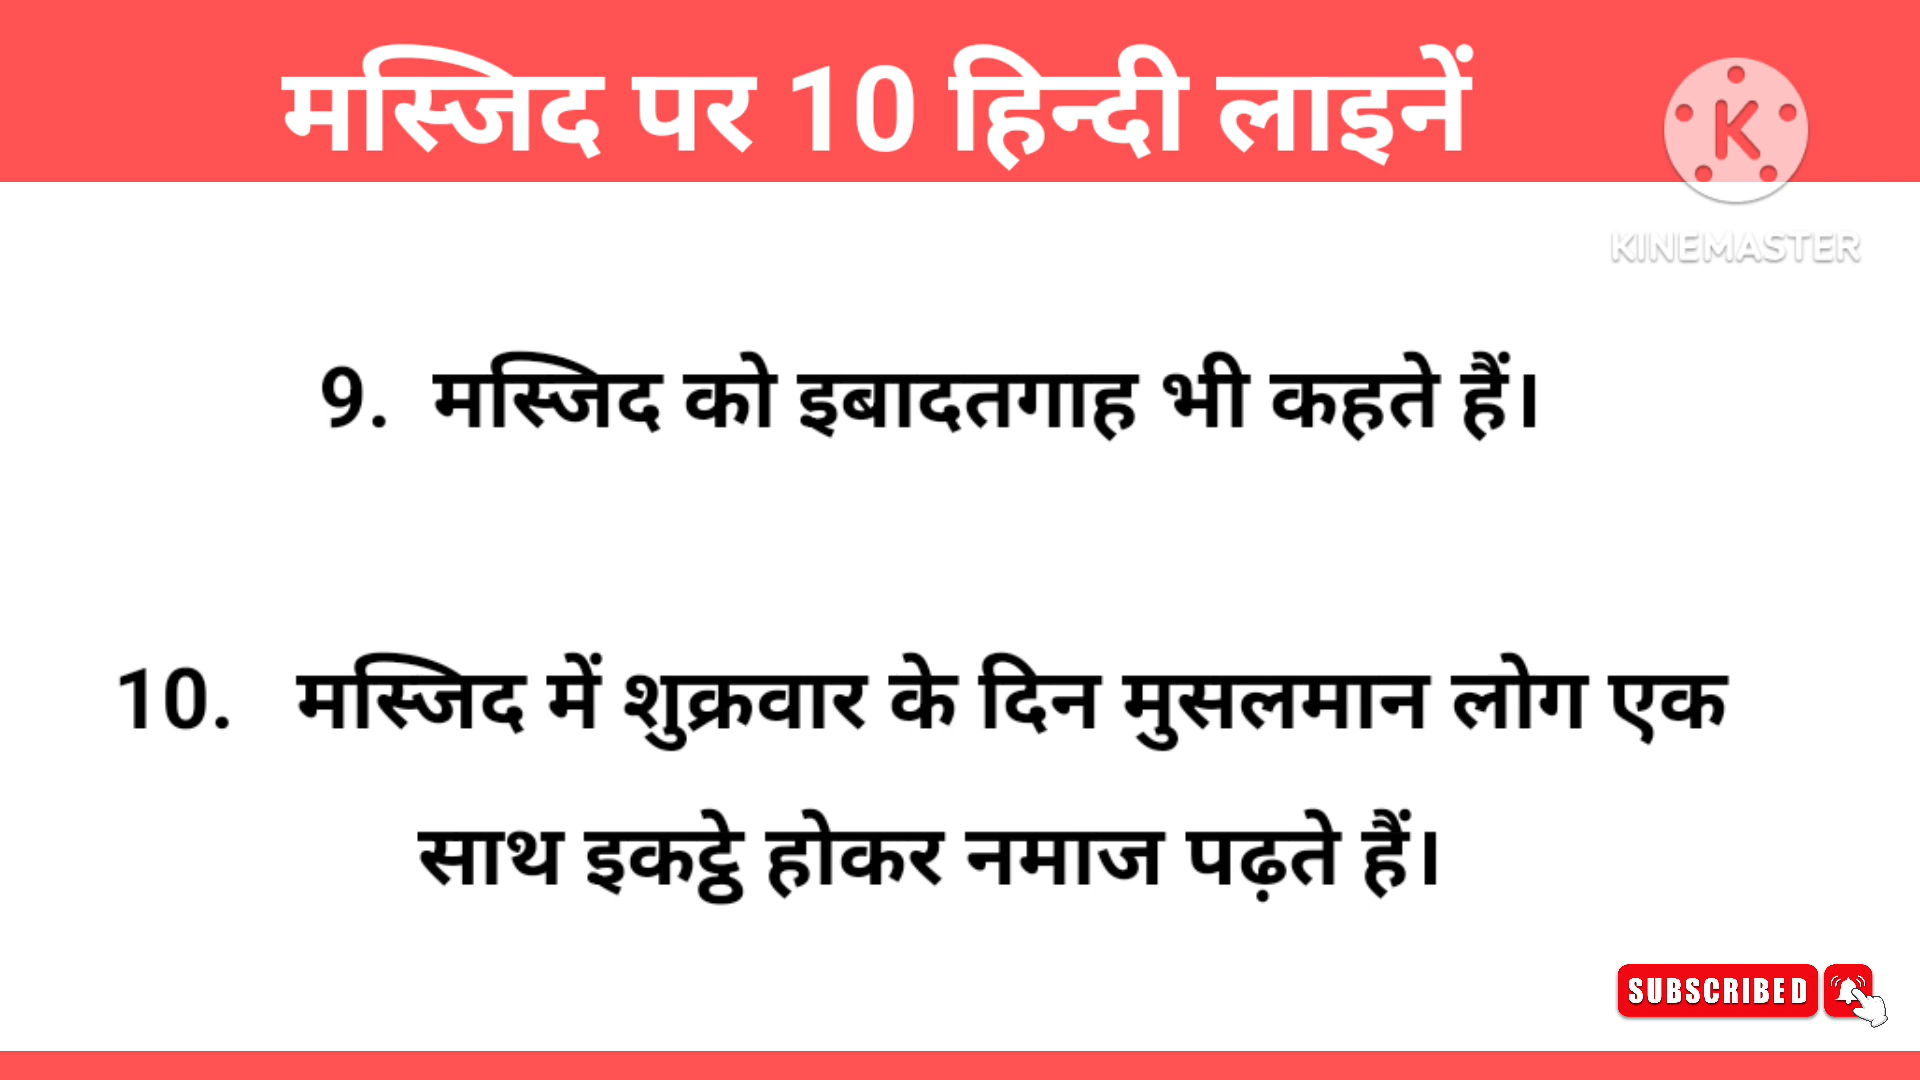 मस्जिद पर 10 हिन्दी लाइनें
K
KINEMASTER
9. मस्जिद को इबादतगाह भी कहते हैं।
10. मस्जिद में शुक्रवार के दिन मुसलमान लोग एक
साथ इकट्ठे होकर नमाज पढ़ते हैं।
SUBSCRIBED